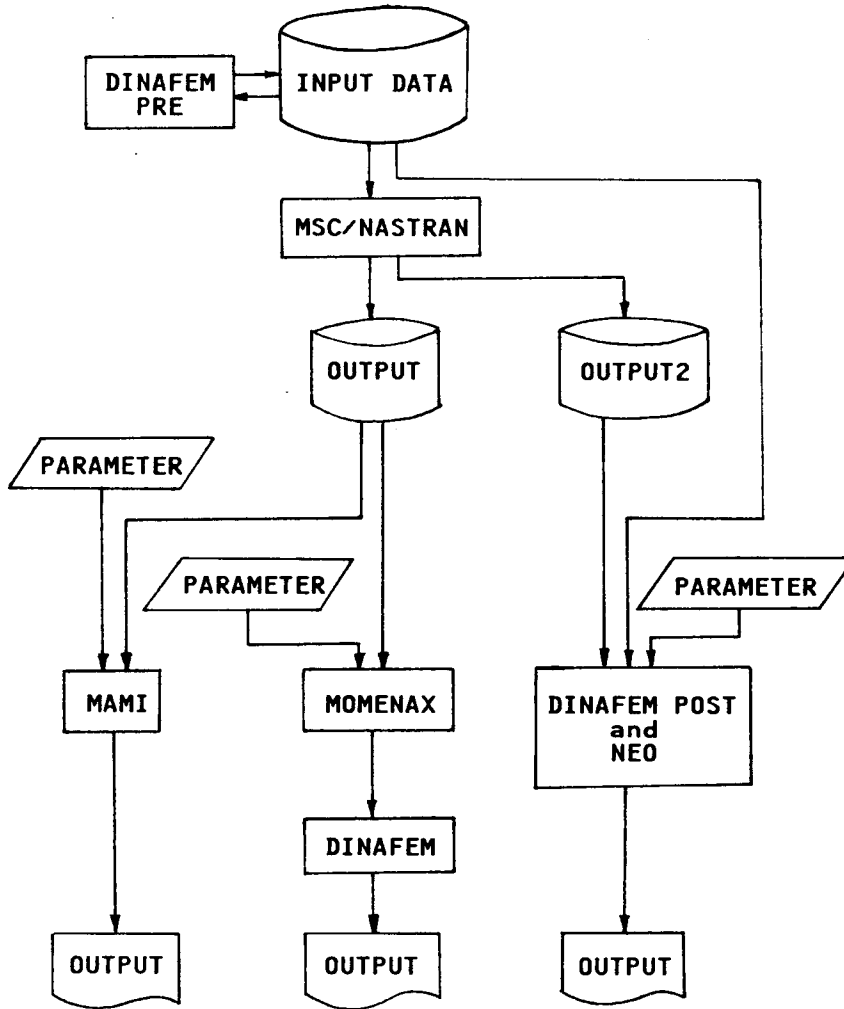 DINAFEM
PRE
INPUT DATA
MSC/NASTRAN
OUTPUT
OUTPUT2
PARAMETER
PARAMETER
PARAMETER
MAMI
MOMENAX
DINAFEM POST
and
NEO
DINAFEM
OUTPUT
OUTPUT
OUTPUT